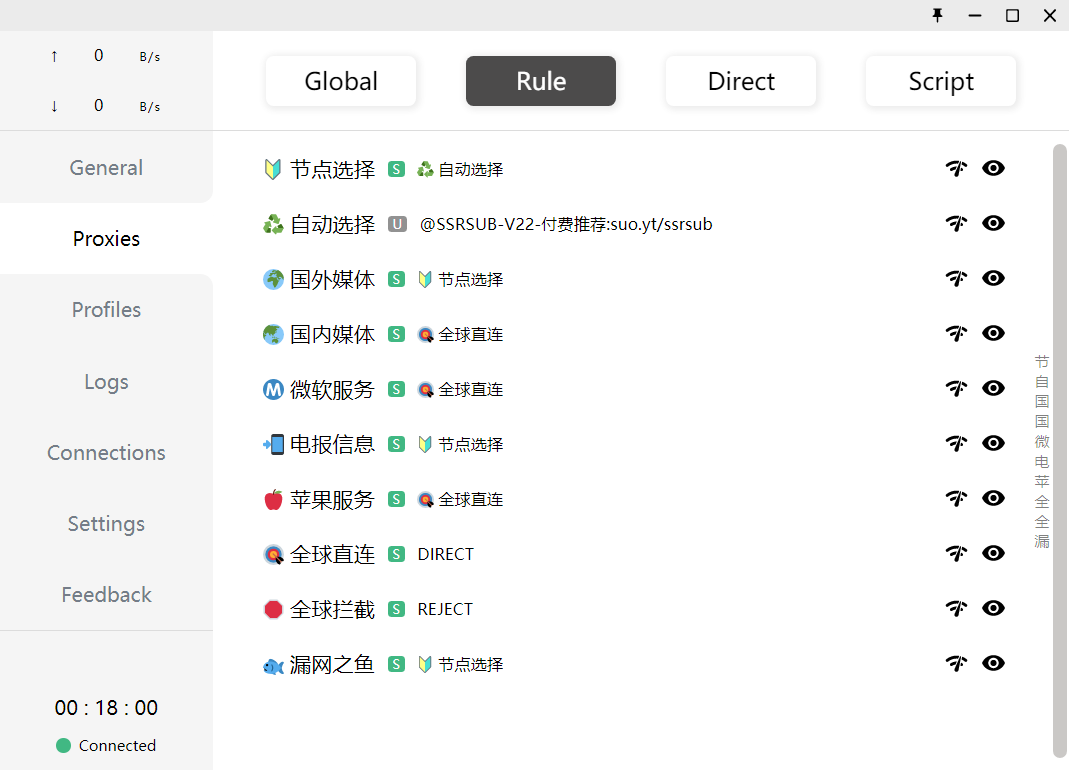 ↑ 0 B/s
↓ 0 B/s
General
Proxies
Profiles
Logs
Connections
Settings
Feedback
00 : 18 : 00
Connected
Global Rule Direct Script
节点选择 S 自动选择
自动选择 U @SSRSUB-V22-付费推荐:suo.yt/ssrsub
国外媒体 S 节点选择
国内媒体 S 全球直连
M 微软服务 S 全球直连
电报信息 S 节点选择
苹果服务 S 全球直连
全球直连 S DIRECT
全球拦截 S REJECT
漏网之鱼 S 节点选择
节
自
国
国
微
电
苹
全
全
漏